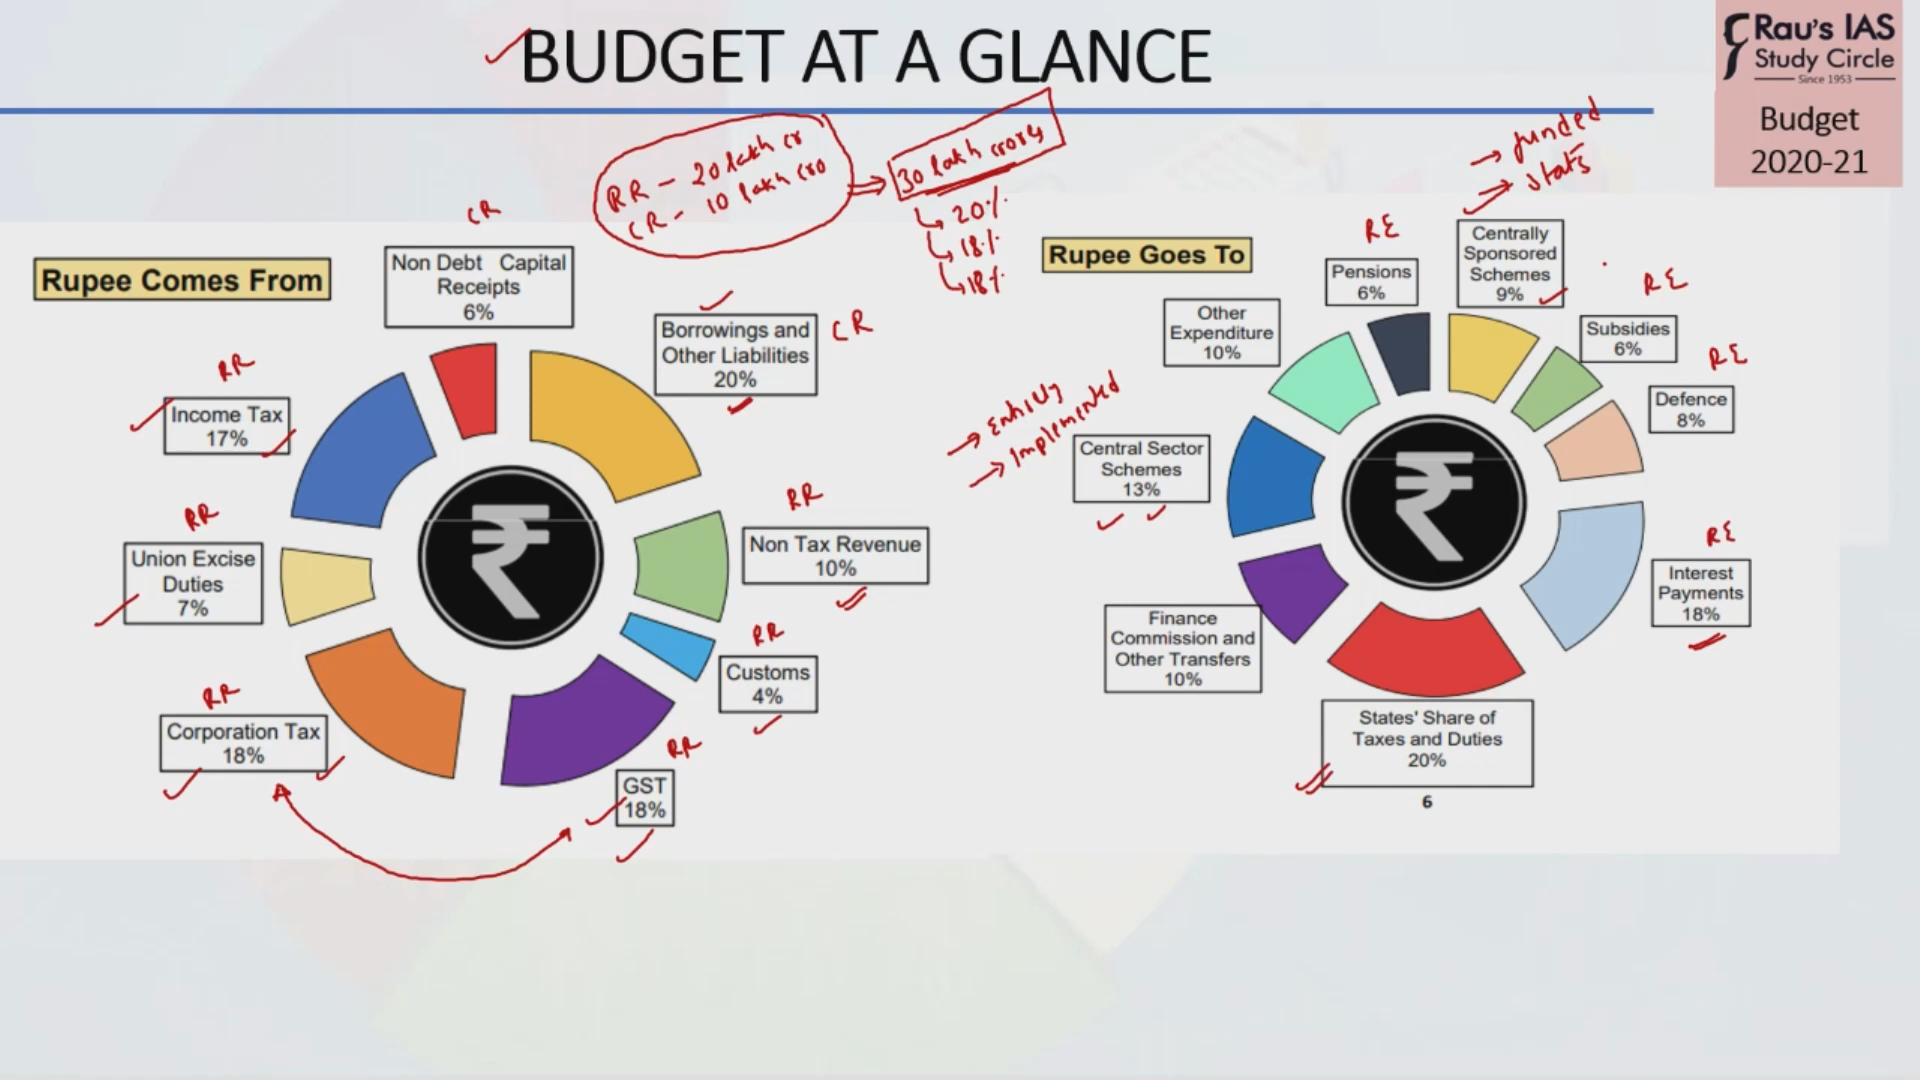 BUDGET AT A GLANCE
Rau's IAS
Study Circle
Since 1953
Budget
2020-21
RR - 20 lakh cr
CR - 10 lakh cro
30 lakh crores
20%
18%
18%
→ funded
→ stats
Rupee Comes From
CR
Non Debt Capital
Receipts
6%
Borrowings and
Other Liabilities
20%
CR
RR
Income Tax
17%
RR
Union Excise
Duties
7%
RR
Non Tax Revenue
10%
RR
Customs
4%
RR
Corporation Tax
18%
RR
GST
18%
Rupee Goes To
RE
Pensions
6%
Centrally
Sponsored
Schemes
9%
RE
Subsidies
6%
Other
Expenditure
10%
RE
Defence
8%
→ Entirely
→ Implemented
Central Sector
Schemes
13%
RE
Interest
Payments
18%
Finance
Commission and
Other Transfers
10%
States' Share of
Taxes and Duties
20%
6